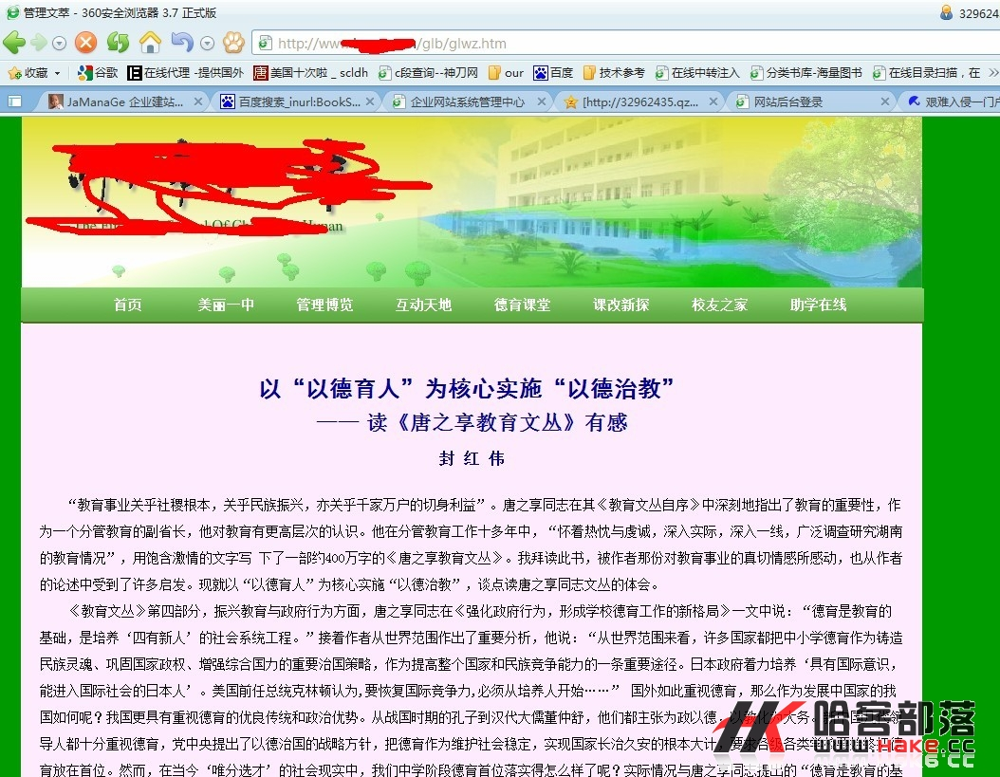 管理文萃 - 360安全浏览器 3.7 正式版
329624
http://www /glb/glwz.htm
收藏 谷歌 在线代理 -提供国外 美国十次啦 _ scldh c段查询--神刀网 our 百度 技术参考 在线中转注入 分类书库-海量图书 在线目录扫描，在
JaManaGe 企业建站... 百度搜索_inurl:BookS... 企业网站系统管理中心 [http://32962435.qz... 网站后台登录 艰难入侵一门户
首页 美丽一中 管理博览 互动天地 德育课堂 课改新探 校友之家 助学在线
以“以德育人”为核心实施“以德治教”
—— 读《唐之享教育文丛》有感
封 红 伟
“教育事业关乎社稷根本，关乎民族振兴，亦关乎千家万户的切身利益”。唐之享同志在其《教育文丛自序》中深刻地指出了教育的重要性，作
为一个分管教育的副省长，他对教育有更高层次的认识。他在分管教育工作十多年中，“怀着热忱与虔诚，深入实际，深入一线，广泛调查研究湖南
的教育情况”，用饱含激情的文字写 下了一部约400万字的《唐之享教育文丛》。我拜读此书，被作者那份对教育事业的真切情感所感动，也从作者
的论述中受到了许多启发。现就以“以德育人”为核心实施“以德治教”，谈点读唐之享同志文丛的体会。
《教育文丛》第四部分，振兴教育与政府行为方面，唐之享同志在《强化政府行为，形成学校德育工作的新格局》一文中说：“德育是教育的
基础，是培养‘四有新人’的社会系统工程。”接着作者从世界范围作出了重要分析，他说：“从世界范围来看，许多国家都把中小学德育作为铸造
民族灵魂、巩固国家政权、增强综合国力的重要治国策略，作为提高整个国家和民族竞争能力的一条重要途径。日本政府着力培养‘具有国际意识，
能进入国际社会的日本人’。美国前任总统克林顿认为,要恢复国际竞争力,必须从培养人开始……” 国外如此重视德育，那么作为发展中国家的我
国如何呢？我国更具有重视德育的优良传统和政治优势。从战国时期的孔子到汉代大儒董仲舒，他们都主张为政以德，以教化为大务。
导人都十分重视德育，党中央提出了以德治国的战略方针，把德育作为维护社会稳定，实现国家长治久安的根本大计，要求各级各类
育放在首位。然而，在当今‘唯分选才’的社会现实中，我们中学阶段德育首位落实得怎么样了呢？实际情况与唐之享同志提出的“德育是教育的基
哈客部落
www.Hake.cc